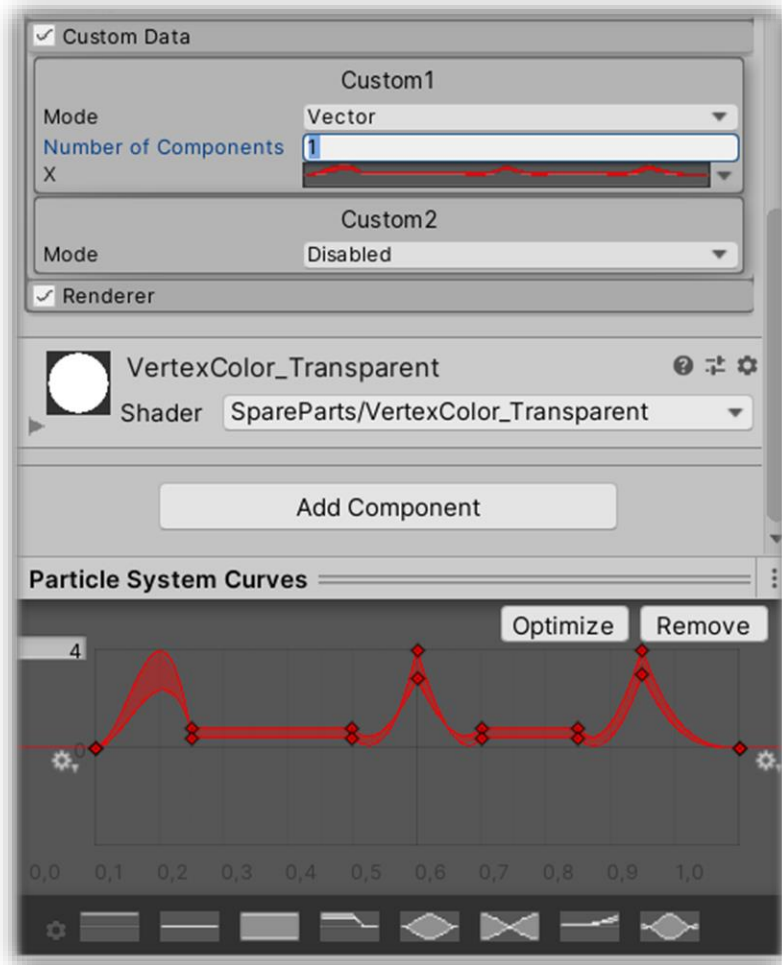 Custom Data
Custom1
Mode Vector
Number of Components 1
X
Custom2
Mode Disabled
Renderer
VertexColor_Transparent
Shader SpareParts/VertexColor_Transparent
Add Component
Particle System Curves
Optimize Remove
4
0
0,0 0,1 0,2 0,3 0,4 0,5 0,6 0,7 0,8 0,9 1,0